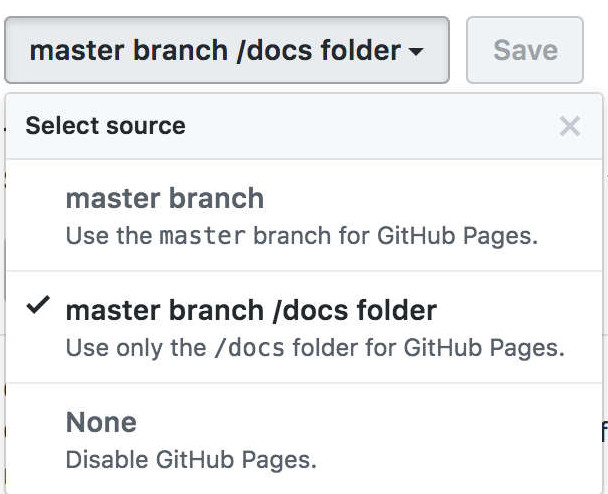 master branch /docs folder
Save
Select source
master branch
Use the master branch for GitHub Pages.
master branch /docs folder
Use only the /docs folder for GitHub Pages.
None
Disable GitHub Pages.